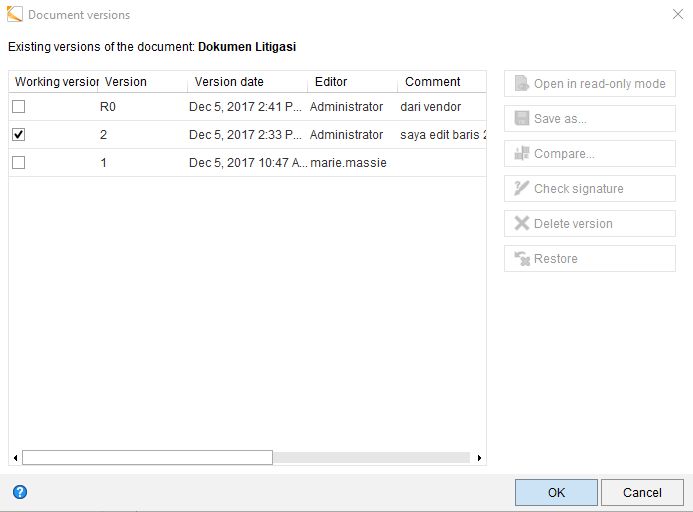 Document versions
Existing versions of the document: Dokumen Litigasi
Working version Version Version date Editor Comment
R0 Dec 5, 2017 2:41 P... Administrator dari vendor
2 Dec 5, 2017 2:33 P... Administrator saya edit baris 2
1 Dec 5, 2017 10:47 A... marie.massie
Open in read-only mode
Save as...
Compare...
Check signature
Delete version
Restore
OK Cancel